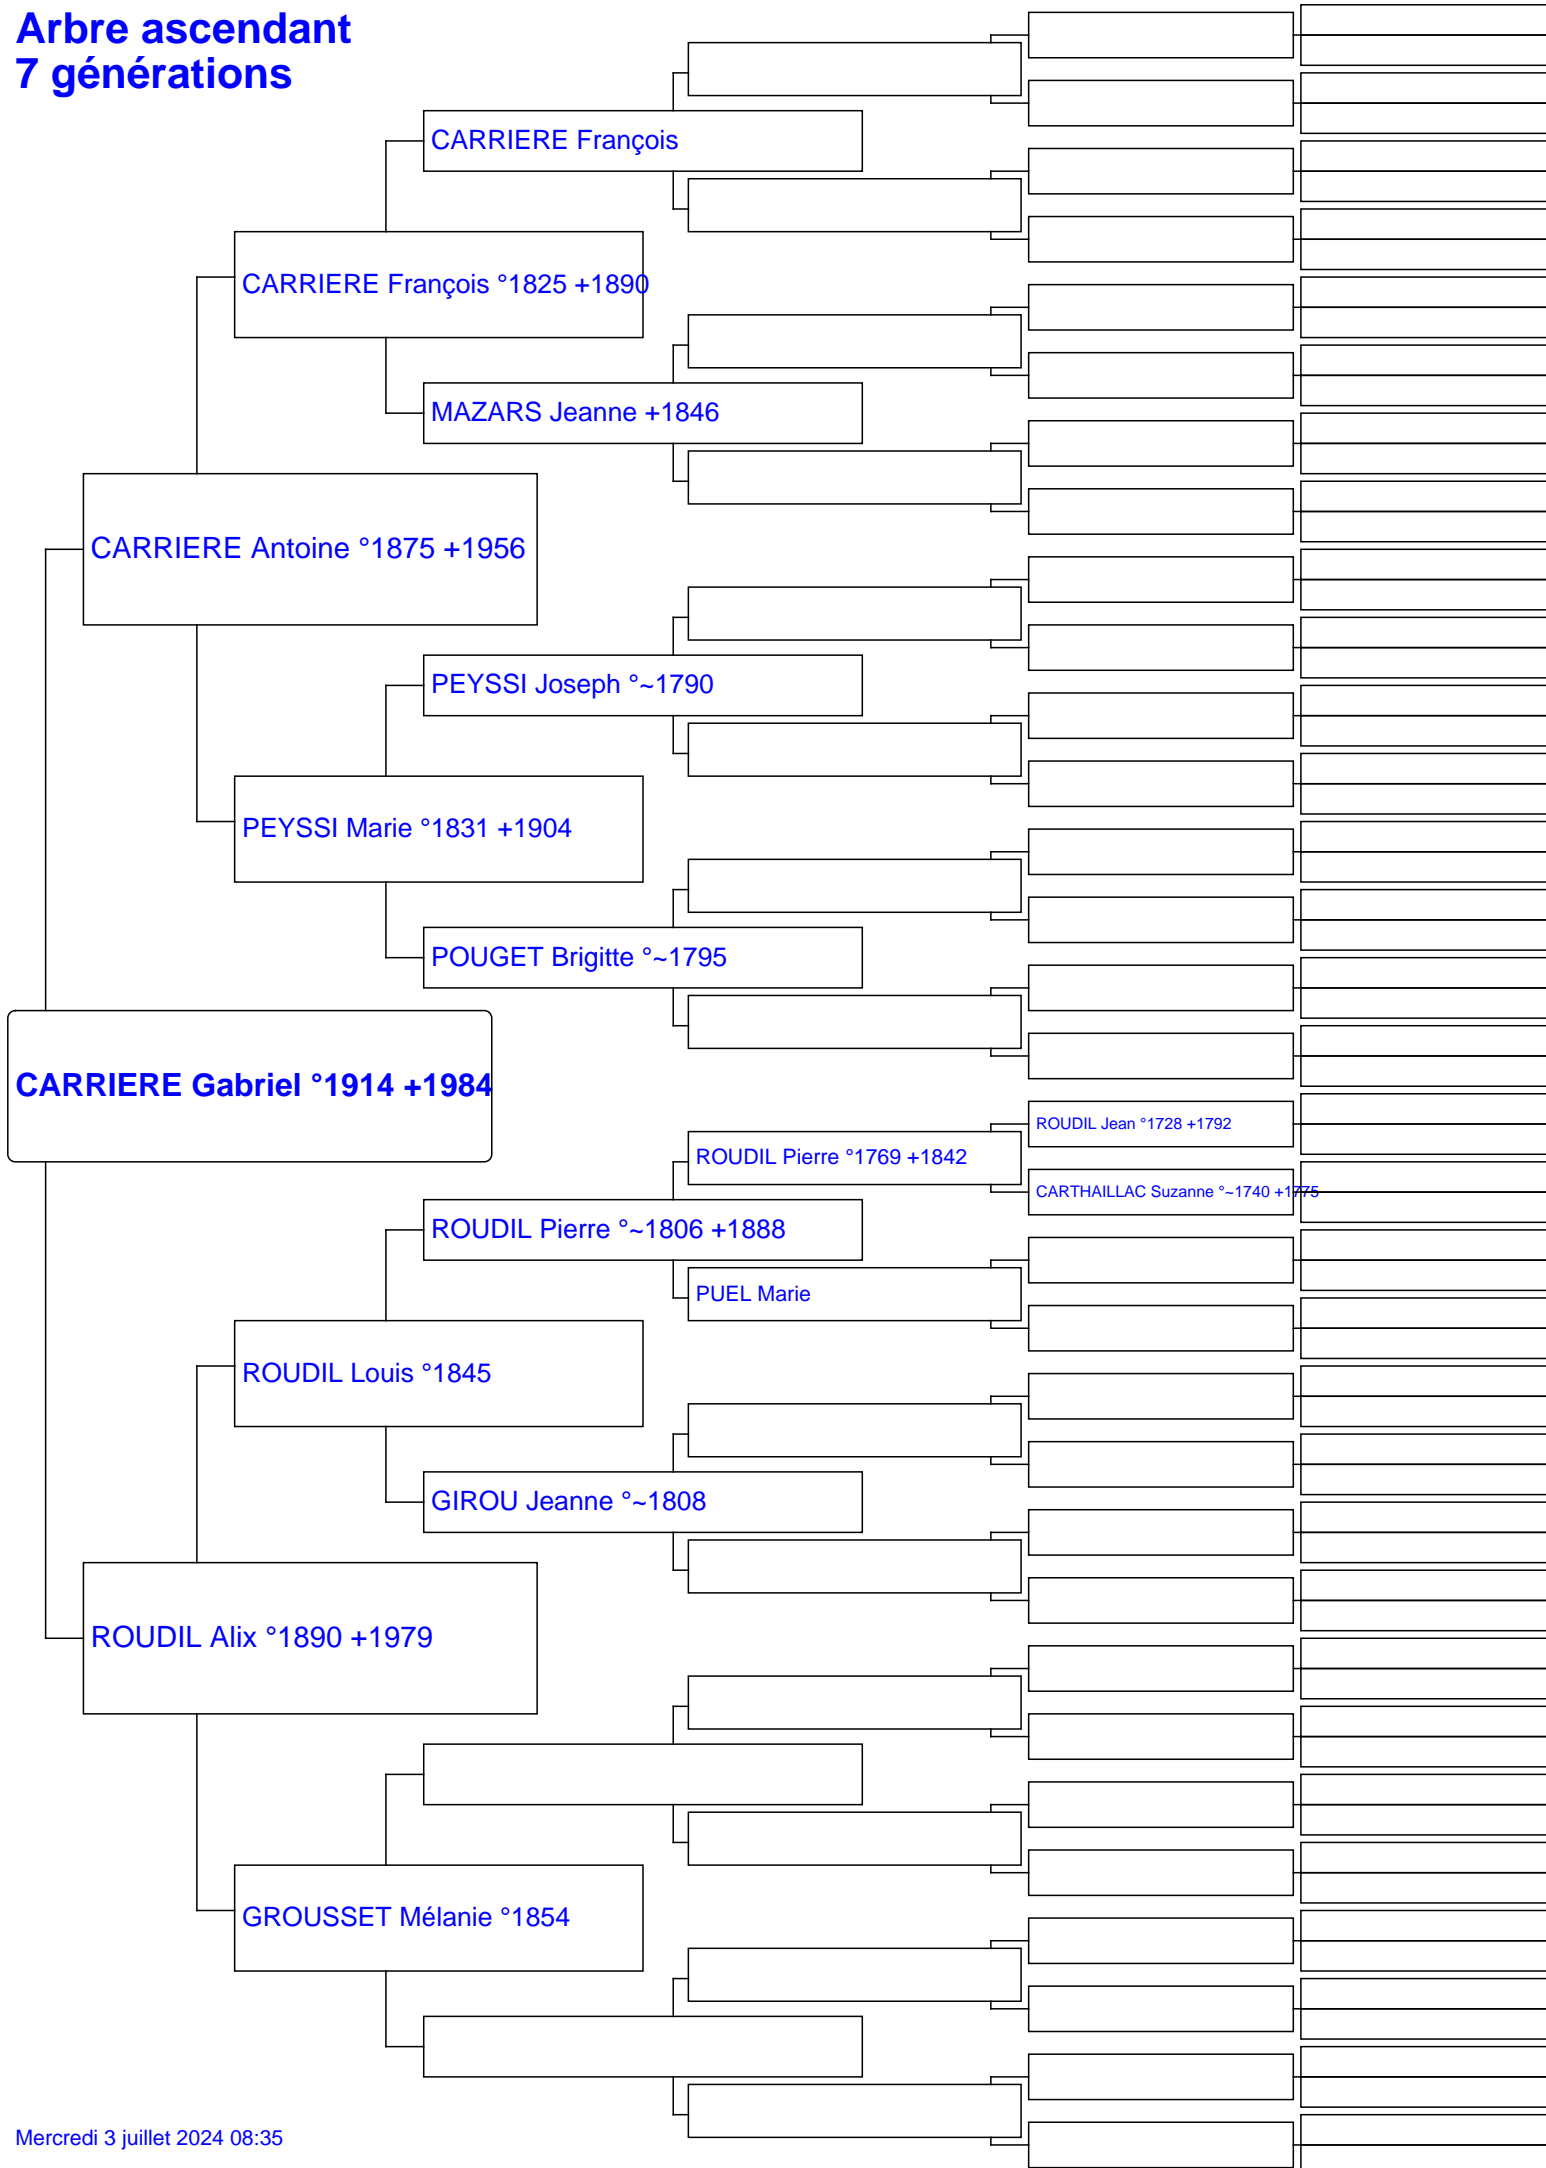 Arbre ascendant
7 générations
CARRIERE François
CARRIERE François °1825 +1890
MAZARS Jeanne +1846
CARRIERE Antoine °1875 +1956
PEYSSI Joseph °~1790
PEYSSI Marie °1831 +1904
POUGET Brigitte °~1795
CARRIERE Gabriel °1914 +1984
ROUDIL Jean °1728 +1792
ROUDIL Pierre °1769 +1842
CARTHAILLAC Suzanne °~1740 +1775
ROUDIL Pierre °~1806 +1888
PUEL Marie
ROUDIL Louis °1845
GIROU Jeanne °~1808
ROUDIL Alix °1890 +1979
GROUSSET Mélanie °1854
Mercredi 3 juillet 2024 08:35